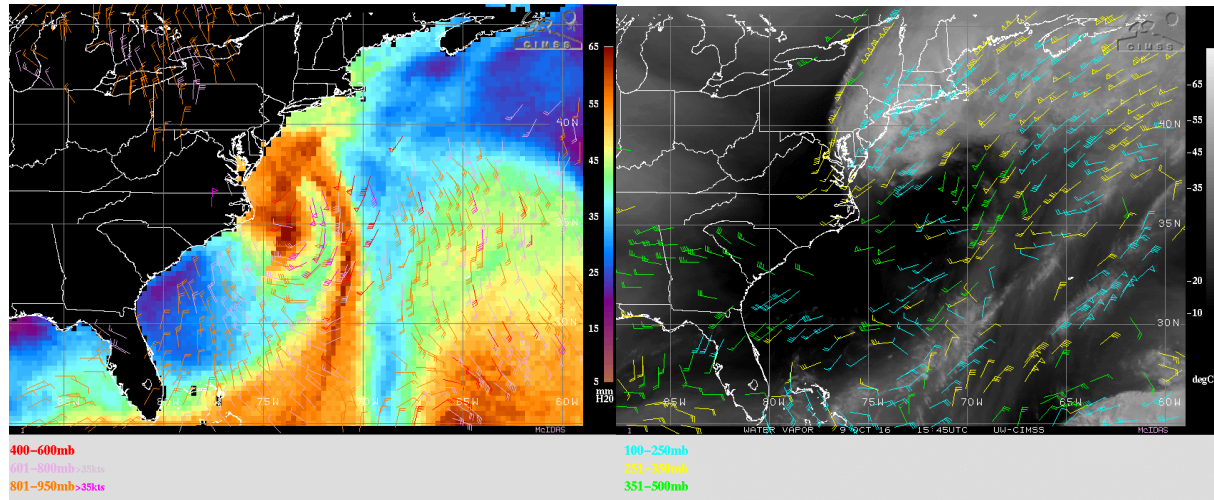 CIMSS
65
55
45
35
25
15
5
mm
H20
40N
35N
30N
85W
80W
75W
70W
65W
60W
1
McIDAS
400-600mb
601-800mb>35kts
801-950mb>35kts
CIMSS
-65
-55
-45
-35
-20
-10
degC
40N
35N
30N
85W
80W
75W
70W
65W
60W
1 WATER VAPOR 9 OCT 16 15:45UTC UW-CIMSS McIDAS
100-250mb
251-350mb
351-500mb